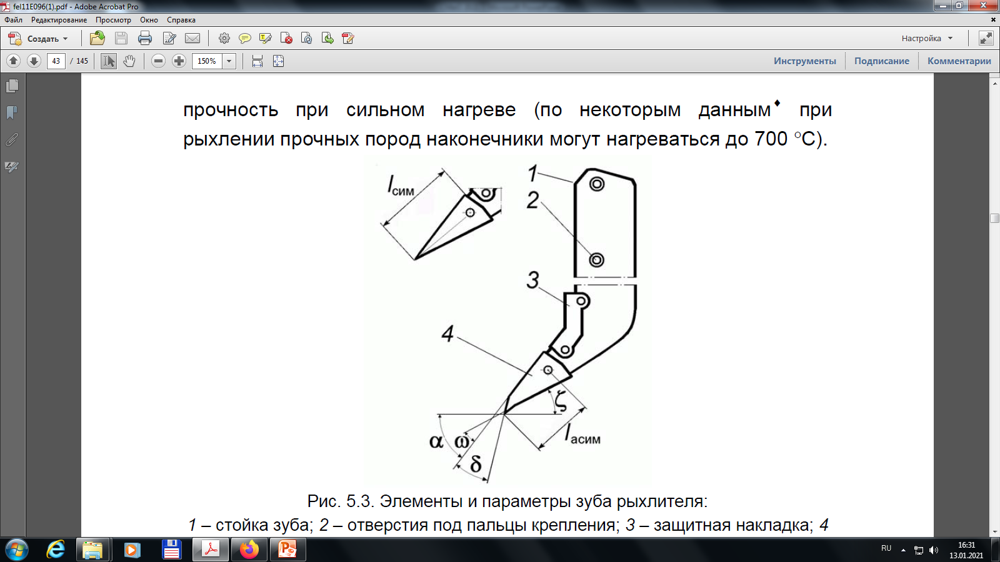 fel11E096(1).pdf - Adobe Acrobat Pro
Файл Редактирование Просмотр Окно Справка
Создать Настройка
43 / 145 150% Инструменты Подписание Комментарии
прочность при сильном нагреве (по некоторым данным♦ при
рыхлении прочных пород наконечники могут нагреваться до 700 °С).
lсим
1
2
3
4
ζ
α ω lасим
δ
Рис. 5.3. Элементы и параметры зуба рыхлителя:
1 – стойка зуба; 2 – отверстия под пальцы крепления; 3 – защитная накладка; 4
RU 16:31
13.01.2021